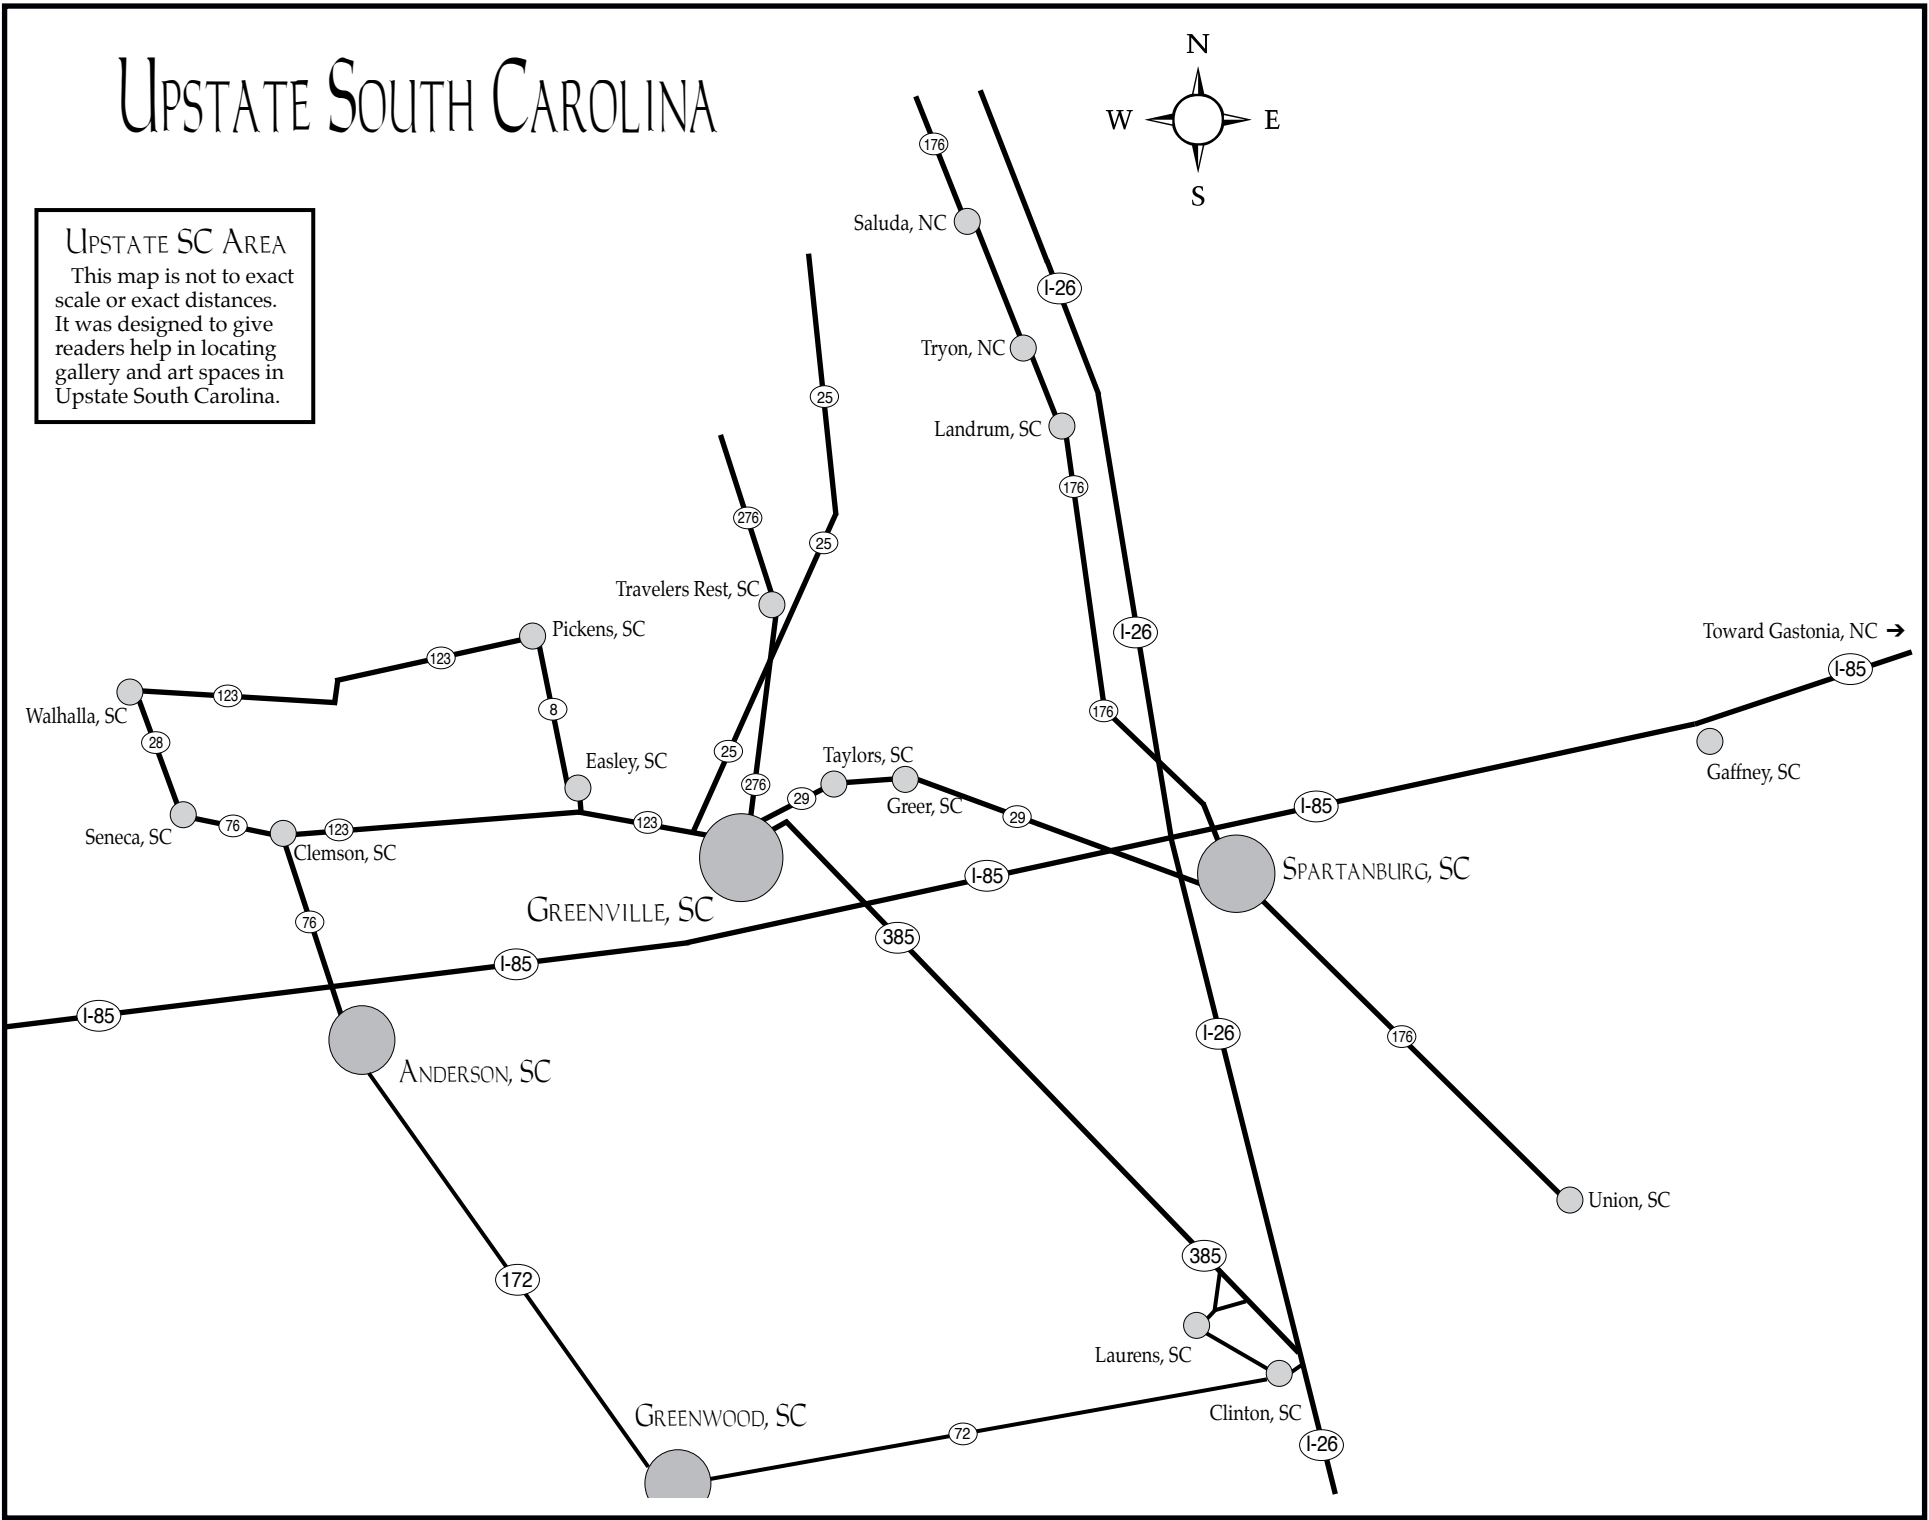 Upstate South Carolina
N
W E
S
176
Saluda, NC
Upstate SC Area
This map is not to exact
scale or exact distances.
It was designed to give
readers help in locating
gallery and art spaces in
Upstate South Carolina.
I-26
Tryon, NC
25
Landrum, SC
176
276
25
Travelers Rest, SC
Pickens, SC
I-26
Toward Gastonia, NC ➔
123
I-85
123
Walhalla, SC
8
176
28
25
Gaffney, SC
Easley, SC
Taylors, SC
276
29
Greer, SC
I-85
29
123
76
123
Seneca, SC
Clemson, SC
Spartanburg, SC
I-85
Greenville, SC
76
385
I-85
I-85
I-26
176
Anderson, SC
Union, SC
385
172
Laurens, SC
Clinton, SC
Greenwood, SC
72
I-26